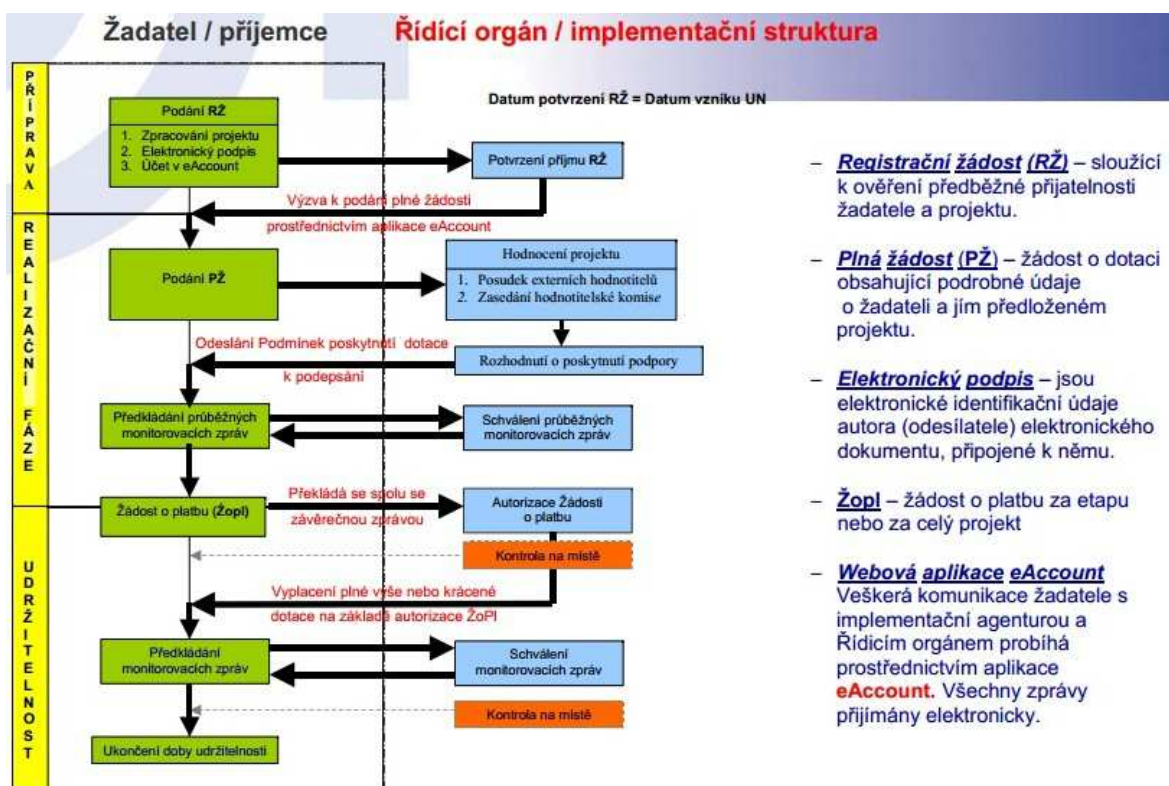 Žadatel / příjemce
Řídící orgán / implementační struktura
PŘÍPRAVA
Datum potvrzení RŽ = Datum vzniku UN
Podání RŽ
1. Zpracování projektu
2. Elektronický podpis
3. Účet v eAccount
Potvrzení příjmu RŽ
Výzva k podání plné žádosti
prostřednictvím aplikace eAccount
REALIZAČNÍ FÁZE
Podání PŽ
Hodnocení projektu
1. Posudek externích hodnotitelů
2. Zasedání hodnotitelské komise
Odeslání Podmínek poskytnutí dotace
k podepsání
Rozhodnutí o poskytnutí podpory
Předkládání průběžných
monitorovacích zpráv
Schválení průběžných
monitorovacích zpráv
Žádost o platbu (Žopl)
Překládá se spolu se
závěrečnou zprávou
Autorizace Žádosti
o platbu
UDRŽITELNOST
Kontrola na místě
Vyplacení plné výše nebo krácené
dotace na základě autorizace ŽoPl
Předkládání
monitorovacích zpráv
Schválení
monitorovacích zpráv
Kontrola na místě
Ukončení doby udržitelnosti
– Registrační žádost (RŽ) – sloužící
k ověření předběžné přijatelnosti
žadatele a projektu.
– Plná žádost (PŽ) – žádost o dotaci
obsahující podrobné údaje
o žadateli a jím předloženém
projektu.
– Elektronický podpis – jsou
elektronické identifikační údaje
autora (odesílatele) elektronického
dokumentu, připojené k němu.
– Žopl – žádost o platbu za etapu
nebo za celý projekt
– Webová aplikace eAccount
Veškerá komunikace žadatele s
implementační agenturou a
Řídicím orgánem probíhá
prostřednictvím aplikace
eAccount. Všechny zprávy
přijímány elektronicky.